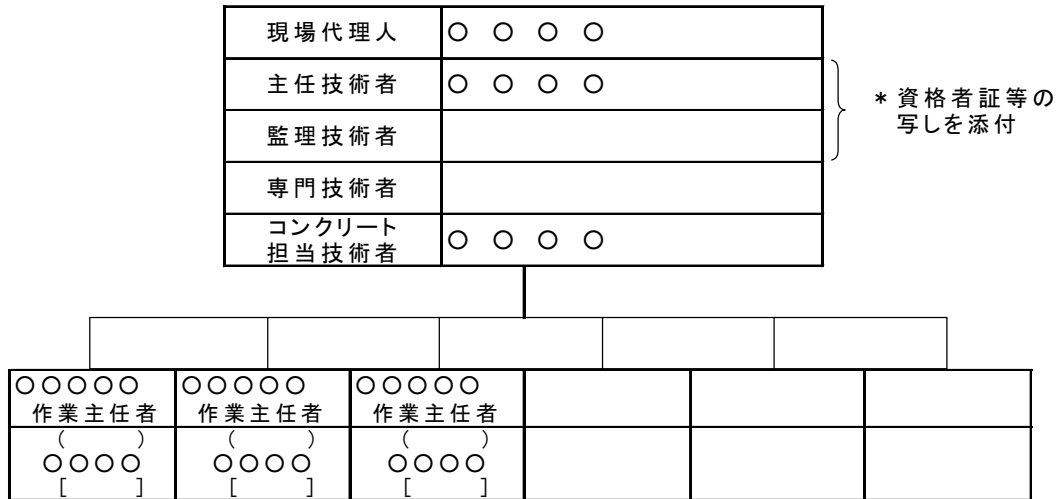 現場代理人 ○ ○ ○ ○
主任技術者 ○ ○ ○ ○
監理技術者
専門技術者
コンクリート
担当技術者 ○ ○ ○ ○
＊資格者証等の
写しを添付
○○○○○ ○○○○○ ○○○○○
作業主任者 作業主任者 作業主任者
（　　　） （　　　） （　　　）
○○○○ ○○○○ ○○○○
［　　　］ ［　　　］ ［　　　］